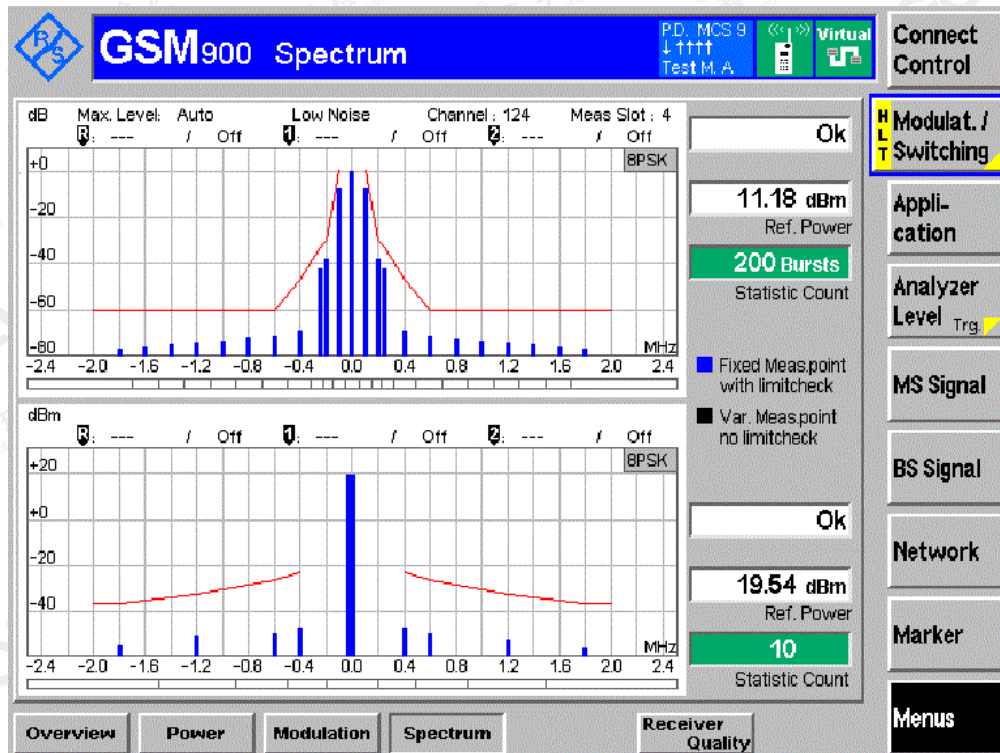 R&S
GSM900 Spectrum
P.D. MCS 9
↓ ↑↑↑↑
Test M. A.
Virtual
Connect
Control
dB Max. Level: Auto Low Noise Channel : 124 Meas Slot : 4
R: --- / Off 1: --- / Off 2: --- / Off
8PSK
+0
-20
-40
-60
-80
MHz
-2.4 -2.0 -1.6 -1.2 -0.8 -0.4 0.0 0.4 0.8 1.2 1.6 2.0 2.4
Ok
11.18 dBm
Ref. Power
200 Bursts
Statistic Count
Fixed Meas.point
with limitcheck
Var. Meas.point
no limitcheck
HLT
Modulat. /
Switching
Appli-
cation
Analyzer
Level Trg.
MS Signal
BS Signal
Network
Marker
Menus
dBm
R: --- / Off 1: --- / Off 2: --- / Off
8PSK
+20
+0
-20
-40
MHz
-2.4 -2.0 -1.6 -1.2 -0.8 -0.4 0.0 0.4 0.8 1.2 1.6 2.0 2.4
Ok
19.54 dBm
Ref. Power
10
Statistic Count
Overview
Power
Modulation
Spectrum
Receiver
Quality